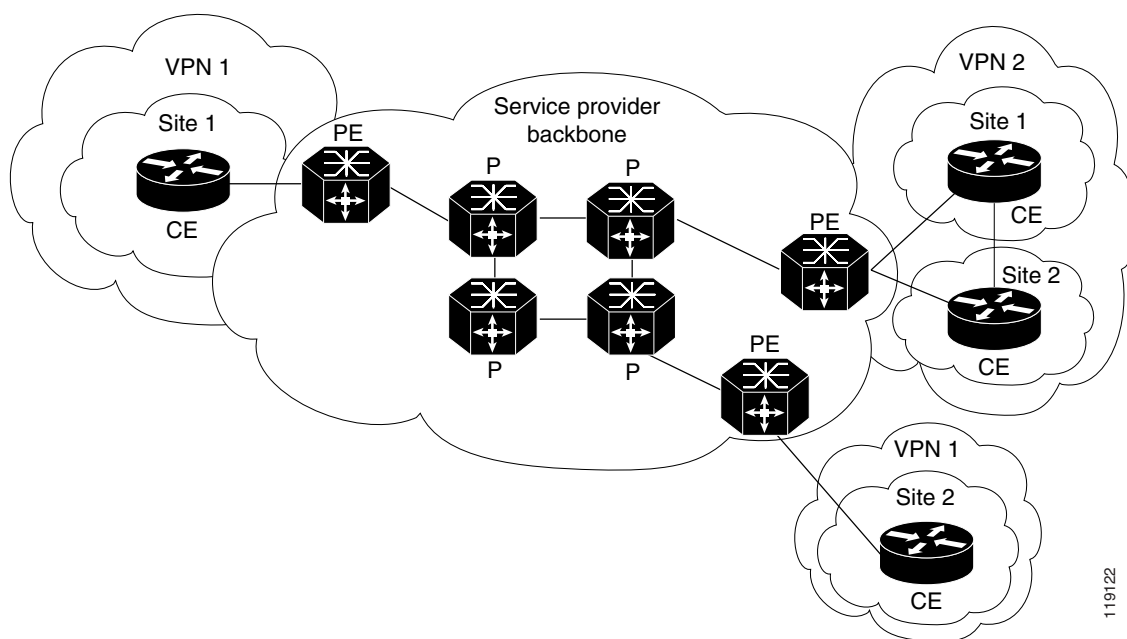 VPN 1
Site 1
CE
PE
Service provider
backbone
P
P
P
P
PE
PE
VPN 2
Site 1
CE
Site 2
CE
VPN 1
Site 2
CE
119122